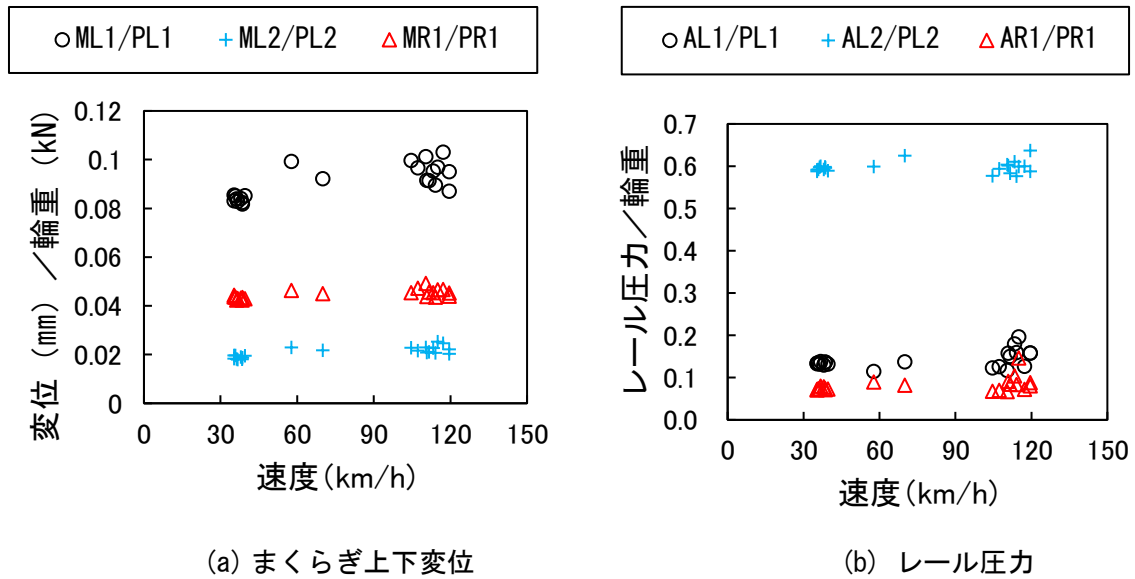 ○ML1/PL1 +ML2/PL2 △MR1/PR1
変位(㎜)/輪重(kN)
0.12
0.1
0.08
0.06
0.04
0.02
0
0 30 60 90 120 150
速度(km/h)
(a) まくらぎ上下変位
○AL1/PL1 +AL2/PL2 △AR1/PR1
レール圧力/輪重
0.7
0.6
0.5
0.4
0.3
0.2
0.1
0.0
0 30 60 90 120 150
速度(km/h)
(b) レール圧力